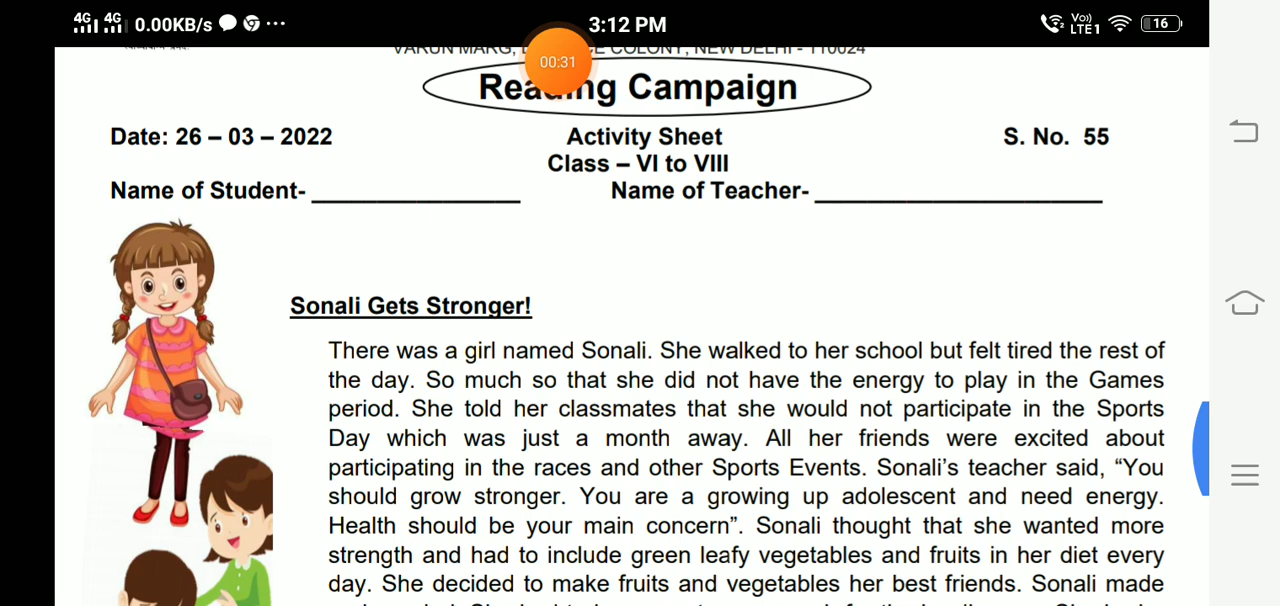 4G 4G 0.00KB/s 3:12 PM Vo)) LTE1 16
VARUN MARG, COLONY, NEW DELHI - 110024
00:31
Reading Campaign
Date: 26 – 03 – 2022 Activity Sheet S. No. 55
Class – VI to VIII
Name of Student- Name of Teacher-
Sonali Gets Stronger!
There was a girl named Sonali. She walked to her school but felt tired the rest of
the day. So much so that she did not have the energy to play in the Games
period. She told her classmates that she would not participate in the Sports
Day which was just a month away. All her friends were excited about
participating in the races and other Sports Events. Sonali’s teacher said, “You
should grow stronger. You are a growing up adolescent and need energy.
Health should be your main concern”. Sonali thought that she wanted more
strength and had to include green leafy vegetables and fruits in her diet every
day. She decided to make fruits and vegetables her best friends. Sonali made